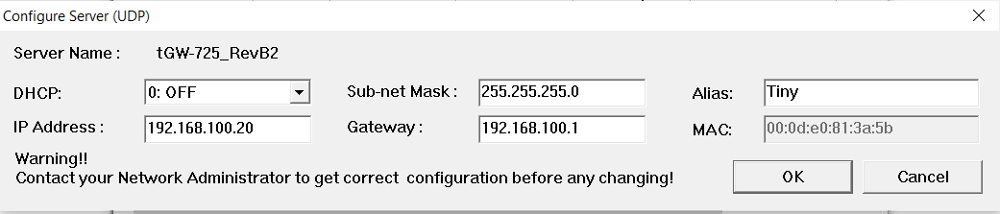 Configure Server (UDP)
Server Name : tGW-725_RevB2
DHCP: 0: OFF Sub-net Mask : 255.255.255.0 Alias: Tiny
IP Address : 192.168.100.20 Gateway : 192.168.100.1 MAC: 00:0d:e0:81:3a:5b
Warning!!
Contact your Network Administrator to get correct configuration before any changing!
OK Cancel